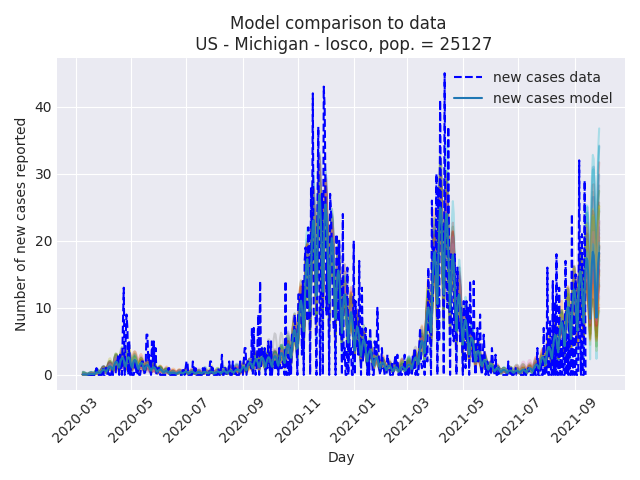 Model comparison to data
US - Michigan - Iosco, pop. = 25127
new cases data
new cases model
Number of new cases reported
40
30
20
10
0
2020-03
2020-05
2020-07
2020-09
2020-11
2021-01
2021-03
2021-05
2021-07
2021-09
Day